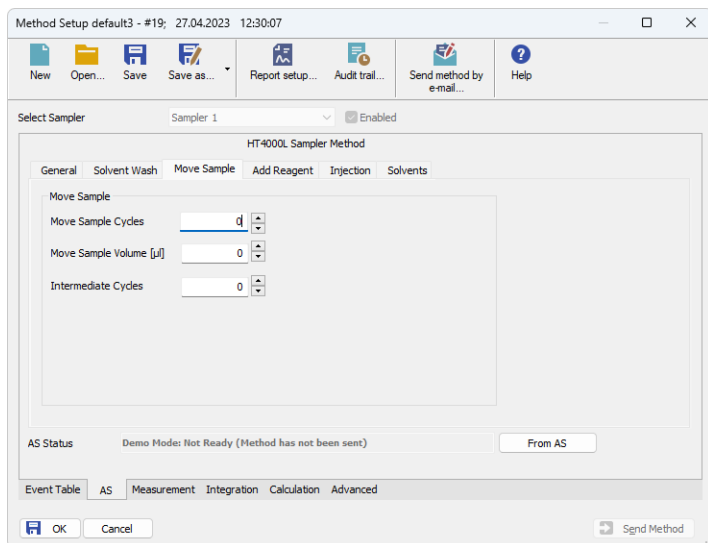 Method Setup default3 - #19; 27.04.2023 12:30:07
New Open... Save Save as... Report setup... Audit trail... Send method by e-mail... Help
Select Sampler Sampler 1 Enabled
HT4000L Sampler Method
General Solvent Wash Move Sample Add Reagent Injection Solvents
Move Sample
Move Sample Cycles 0
Move Sample Volume [µl] 0
Intermediate Cycles 0
AS Status Demo Mode: Not Ready (Method has not been sent) From AS
Event Table AS Measurement Integration Calculation Advanced
OK Cancel Send Method